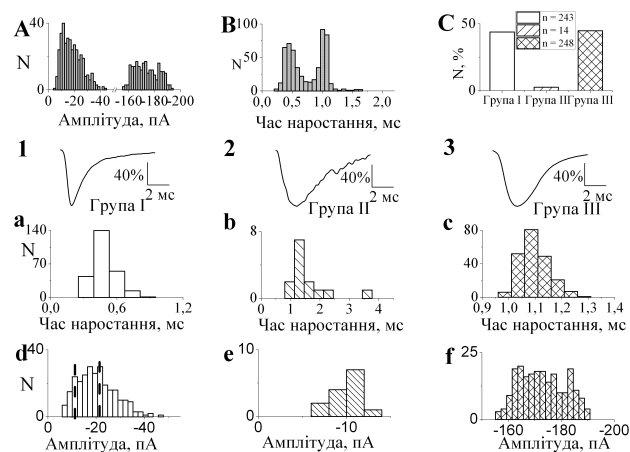 A
N
40
20
0
-20
-40
-160
-180
-200
Амплітуда, пА
B
N
100
50
0
0,0
0,5
1,0
1,5
2,0
Час наростання, мс
C
N, %
50
0
n = 243
n = 14
n = 248
Група I
Група II
Група III
1
40%
2 мс
Група I
2
40%
2 мс
Група II
3
40%
2 мс
Група III
a
N
140
70
0
0,0
0,6
1,2
Час наростання, мс
b
8
4
0
1
2
3
4
Час наростання, мс
c
80
40
0
0,9
1,0
1,1
1,2
1,3
1,4
Час наростання, мс
d
N
40
0
-20
-40
Амплітуда, пА
e
10
5
0
-10
Амплітуда, пА
f
25
0
-160
-180
-200
Амплітуда, пА